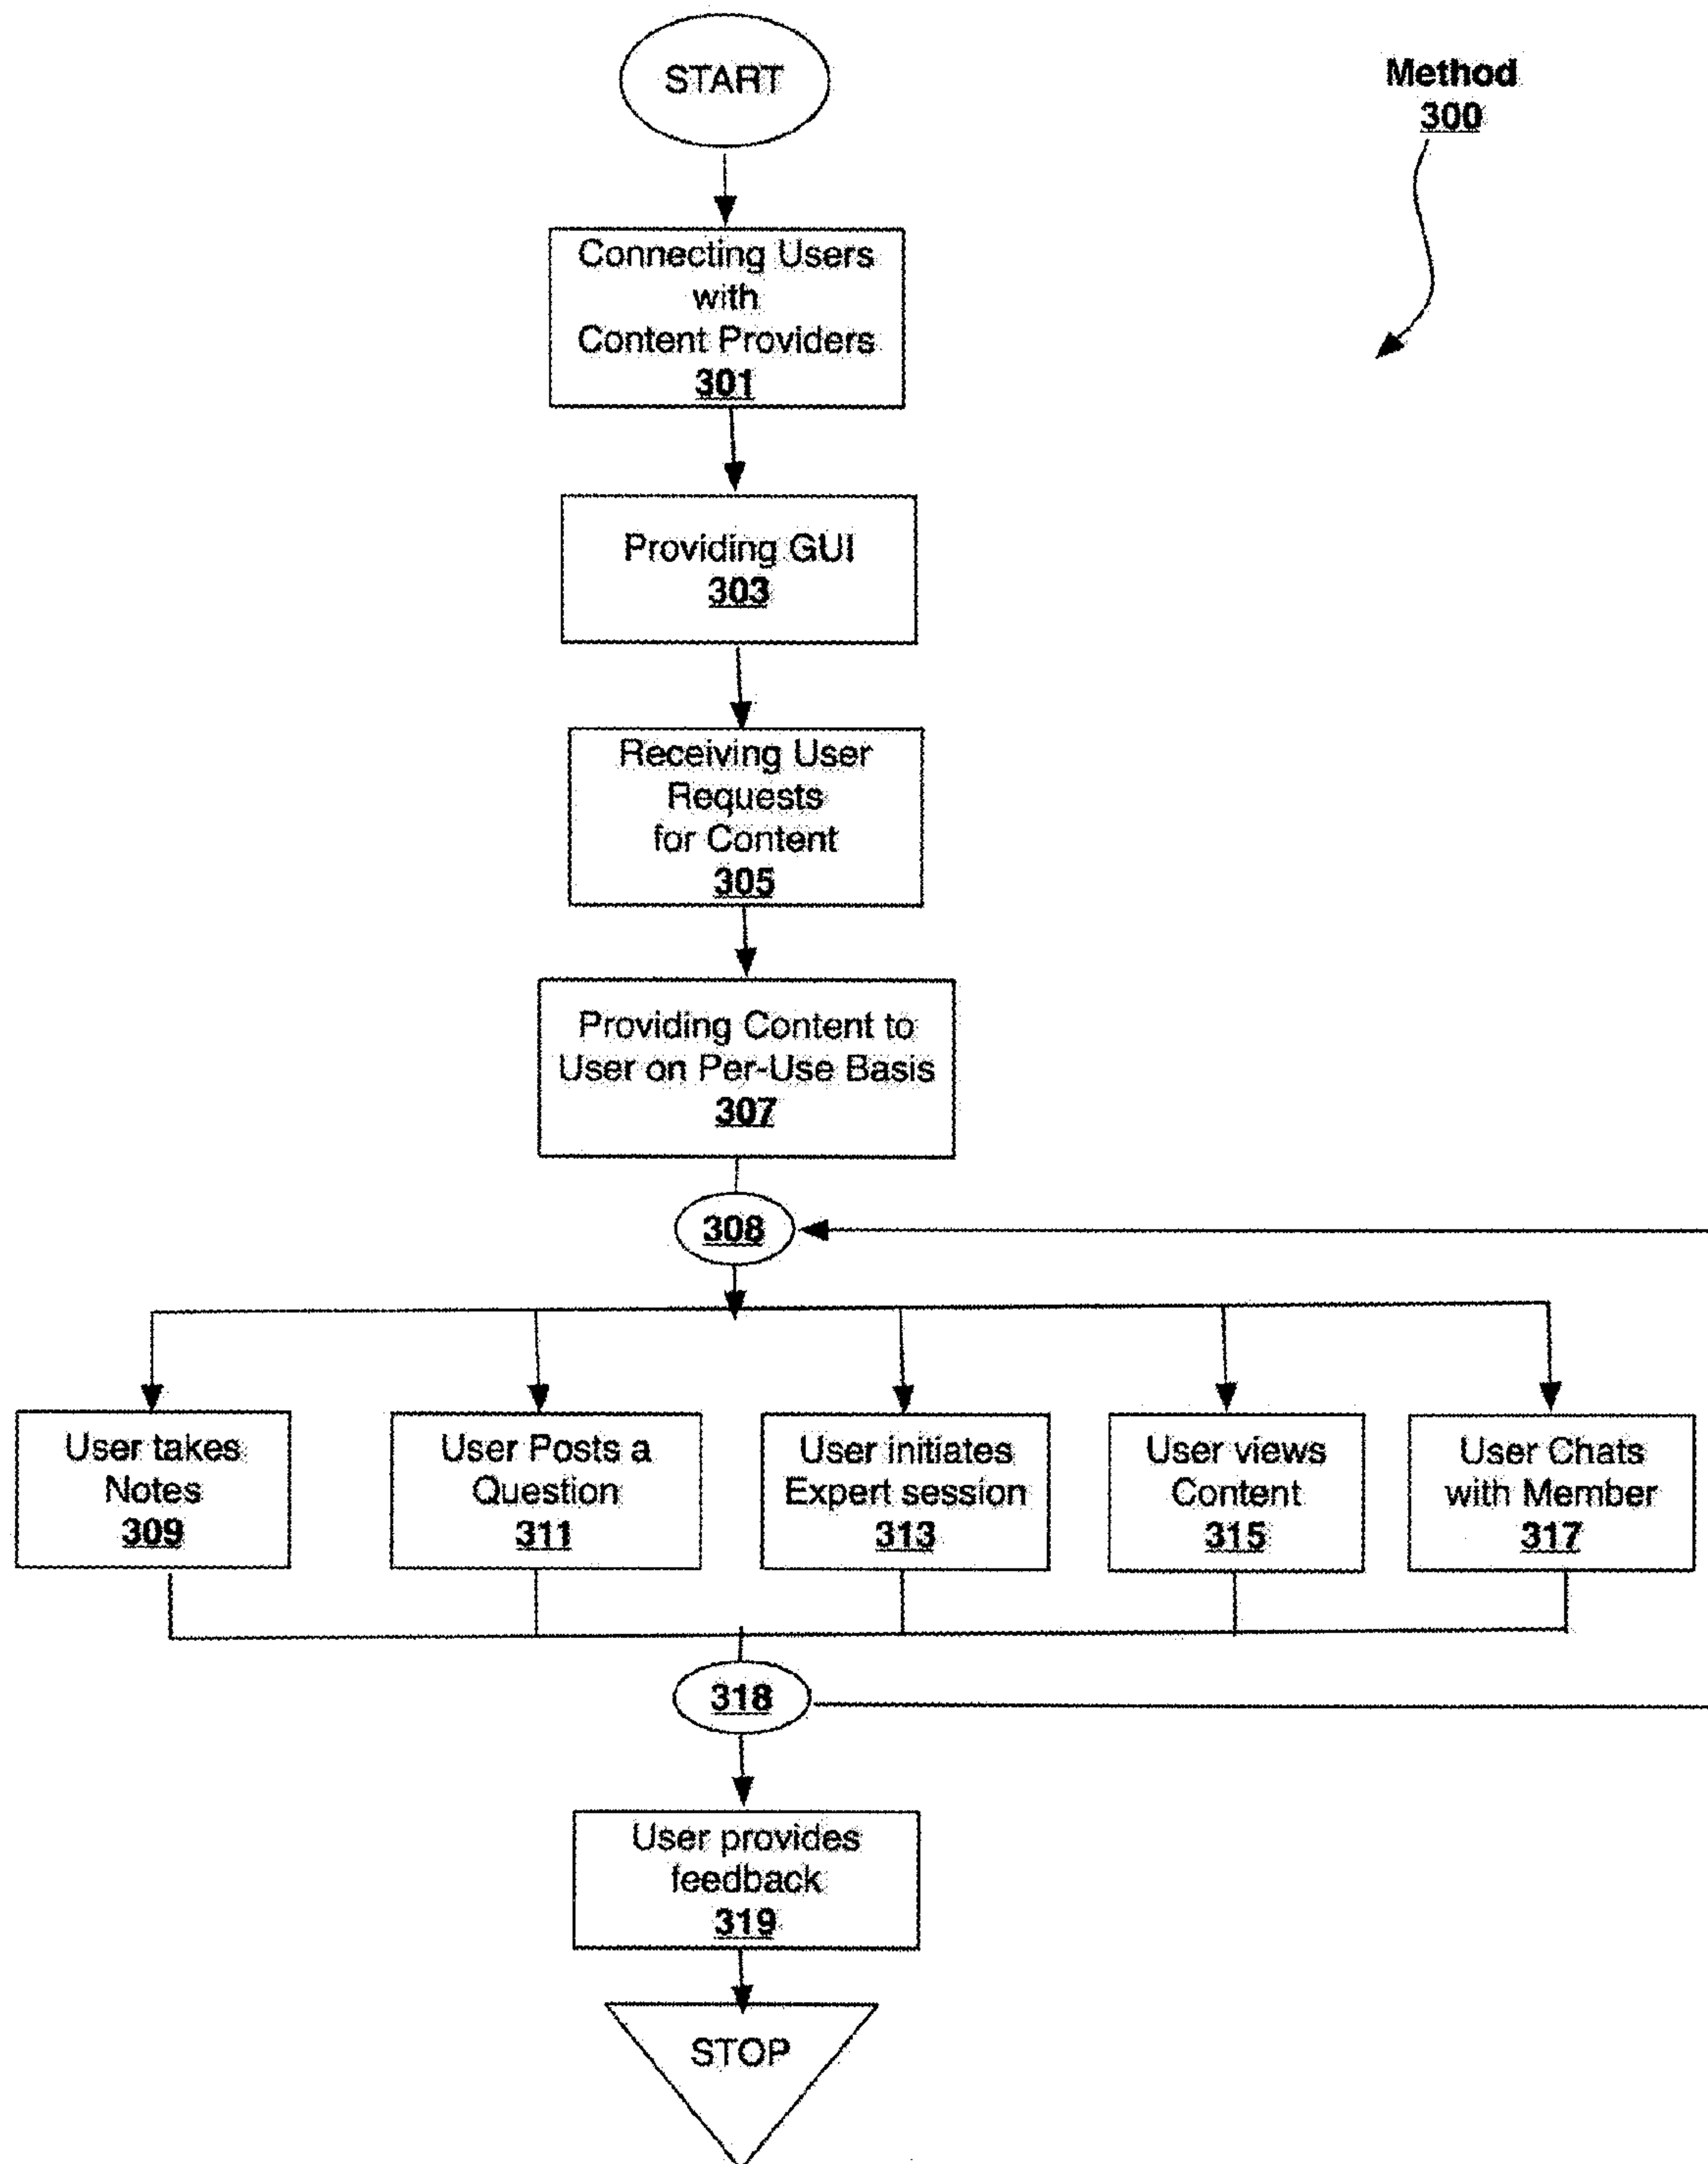 START
Method
300
Connecting Users
with
Content Providers
301
Providing GUI
303
Receiving User
Requests
for Content
305
Providing Content to
User on Per-Use Basis
307
308
User takes
Notes
309
User Posts a
Question
311
User initiates
Expert session
313
User views
Content
315
User Chats
with Member
317
318
User provides
feedback
319
STOP